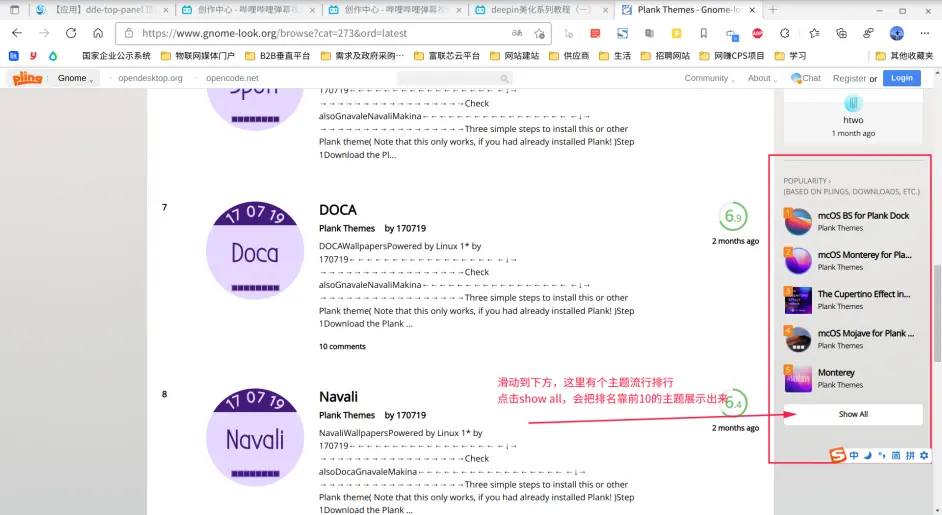 【应用】dde-top-panel 顶
创作中心 - 哔哩哔哩弹幕视
创作中心 - 哔哩哔哩弹幕视
deepin美化系列教程（一）
Plank Themes - Gnome-lo
https://www.gnome-look.org/browse?cat=273&ord=latest
国家企业公示系统
物联网媒体门户
B2B垂直平台
需求及政府采购…
富联芸云平台
网站建站
供应商
生活
招聘网站
网赚CPS项目
学习
其他收藏夹
pling
Gnome
opendesktop.org
opencode.net
Community
About
Chat
Register or
Login
170719←←←←←←←←←←←←←←←←← ←↓→
→→→→→→→→→→→→→→→→→Check
alsoGnavaleNavaliMakina←←←←←←←←←←←←←←←←← ←↓→
→→→→→→→→→→→→→→→→→Three simple steps to install this or other
Plank theme( Note that this only works, if you had already installed Plank! )Step
1Download the Pl...
htwo
1 month ago
7
17 07 19
Doca
DOCA
Plank Themes by 170719
DOCAWallpapersPowered by Linux 1* by
170719←←←←←←←←←←←←←←←←← ←↓→
→→→→→→→→→→→→→→→→→Check
alsoGnavaleNavaliMakina←←←←←←←←←←←←←←←←← ←↓→
→→→→→→→→→→→→→→→→→Three simple steps to install this or other
Plank theme( Note that this only works, if you had already installed Plank! )Step
1Download the Plank ...
10 comments
6.9
2 months ago
8
17 07 19
Navali
Navali
Plank Themes by 170719
NavaliWallpapersPowered by Linux 1* by
170719←←←←←←←←←←←←←←←←← ←↓→
→→→→→→→→→→→→→→→→→Check
alsoDocaGnavaleMakina←←←←←←←←←←←←←←←←← ←↓→
→→→→→→→→→→→→→→→→→Three simple steps to install this or other
Plank theme( Note that this only works, if you had already installed Plank! )Step
1Download the Plank ...
6.4
2 months ago
滑动到下方，这里有个主题流行排行
点击show all，会把排名靠前10的主题展示出来
POPULARITY ›
(BASED ON PLINGS, DOWNLOADS, ETC.)
1
mcOS BS for Plank Dock
Plank Themes
2
mcOS Monterey for Pla...
Plank Themes
3
The Cupertino Effect in...
Plank Themes
4
mcOS Mojave for Plank ...
Plank Themes
5
Monterey
Plank Themes
Show All
中 简 拼